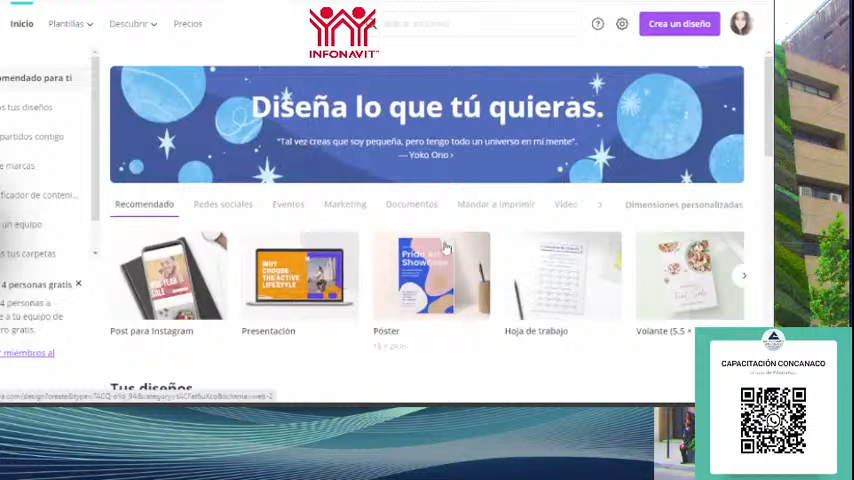 Inicio
Plantillas
Descubrir
Precios
INFONAVIT
Crea un diseño
omendado para ti
s tus diseños
partidos contigo
e marcas
ificador de conteni...
un equipo
s tus carpetas
4 personas gratis
4 personas a
e a tu equipo de
ro gratis.
r miembros al
Diseña lo que tú quieras.
"Tal vez creas que soy pequeña, pero tengo todo un universo en mi mente".
— Yoko Ono ›
Recomendado
Redes sociales
Eventos
Marketing
Documentos
Mandar a imprimir
Video
Dimensiones personalizadas
WHY
CHOOSE
THE ACTIVE
LIFESTYLE
Pride Art
Showcase
Post para Instagram
Presentación
Póster
Hoja de trabajo
Volante (5.5 ×
Tus diseños
CAPACITACIÓN CONCANACO